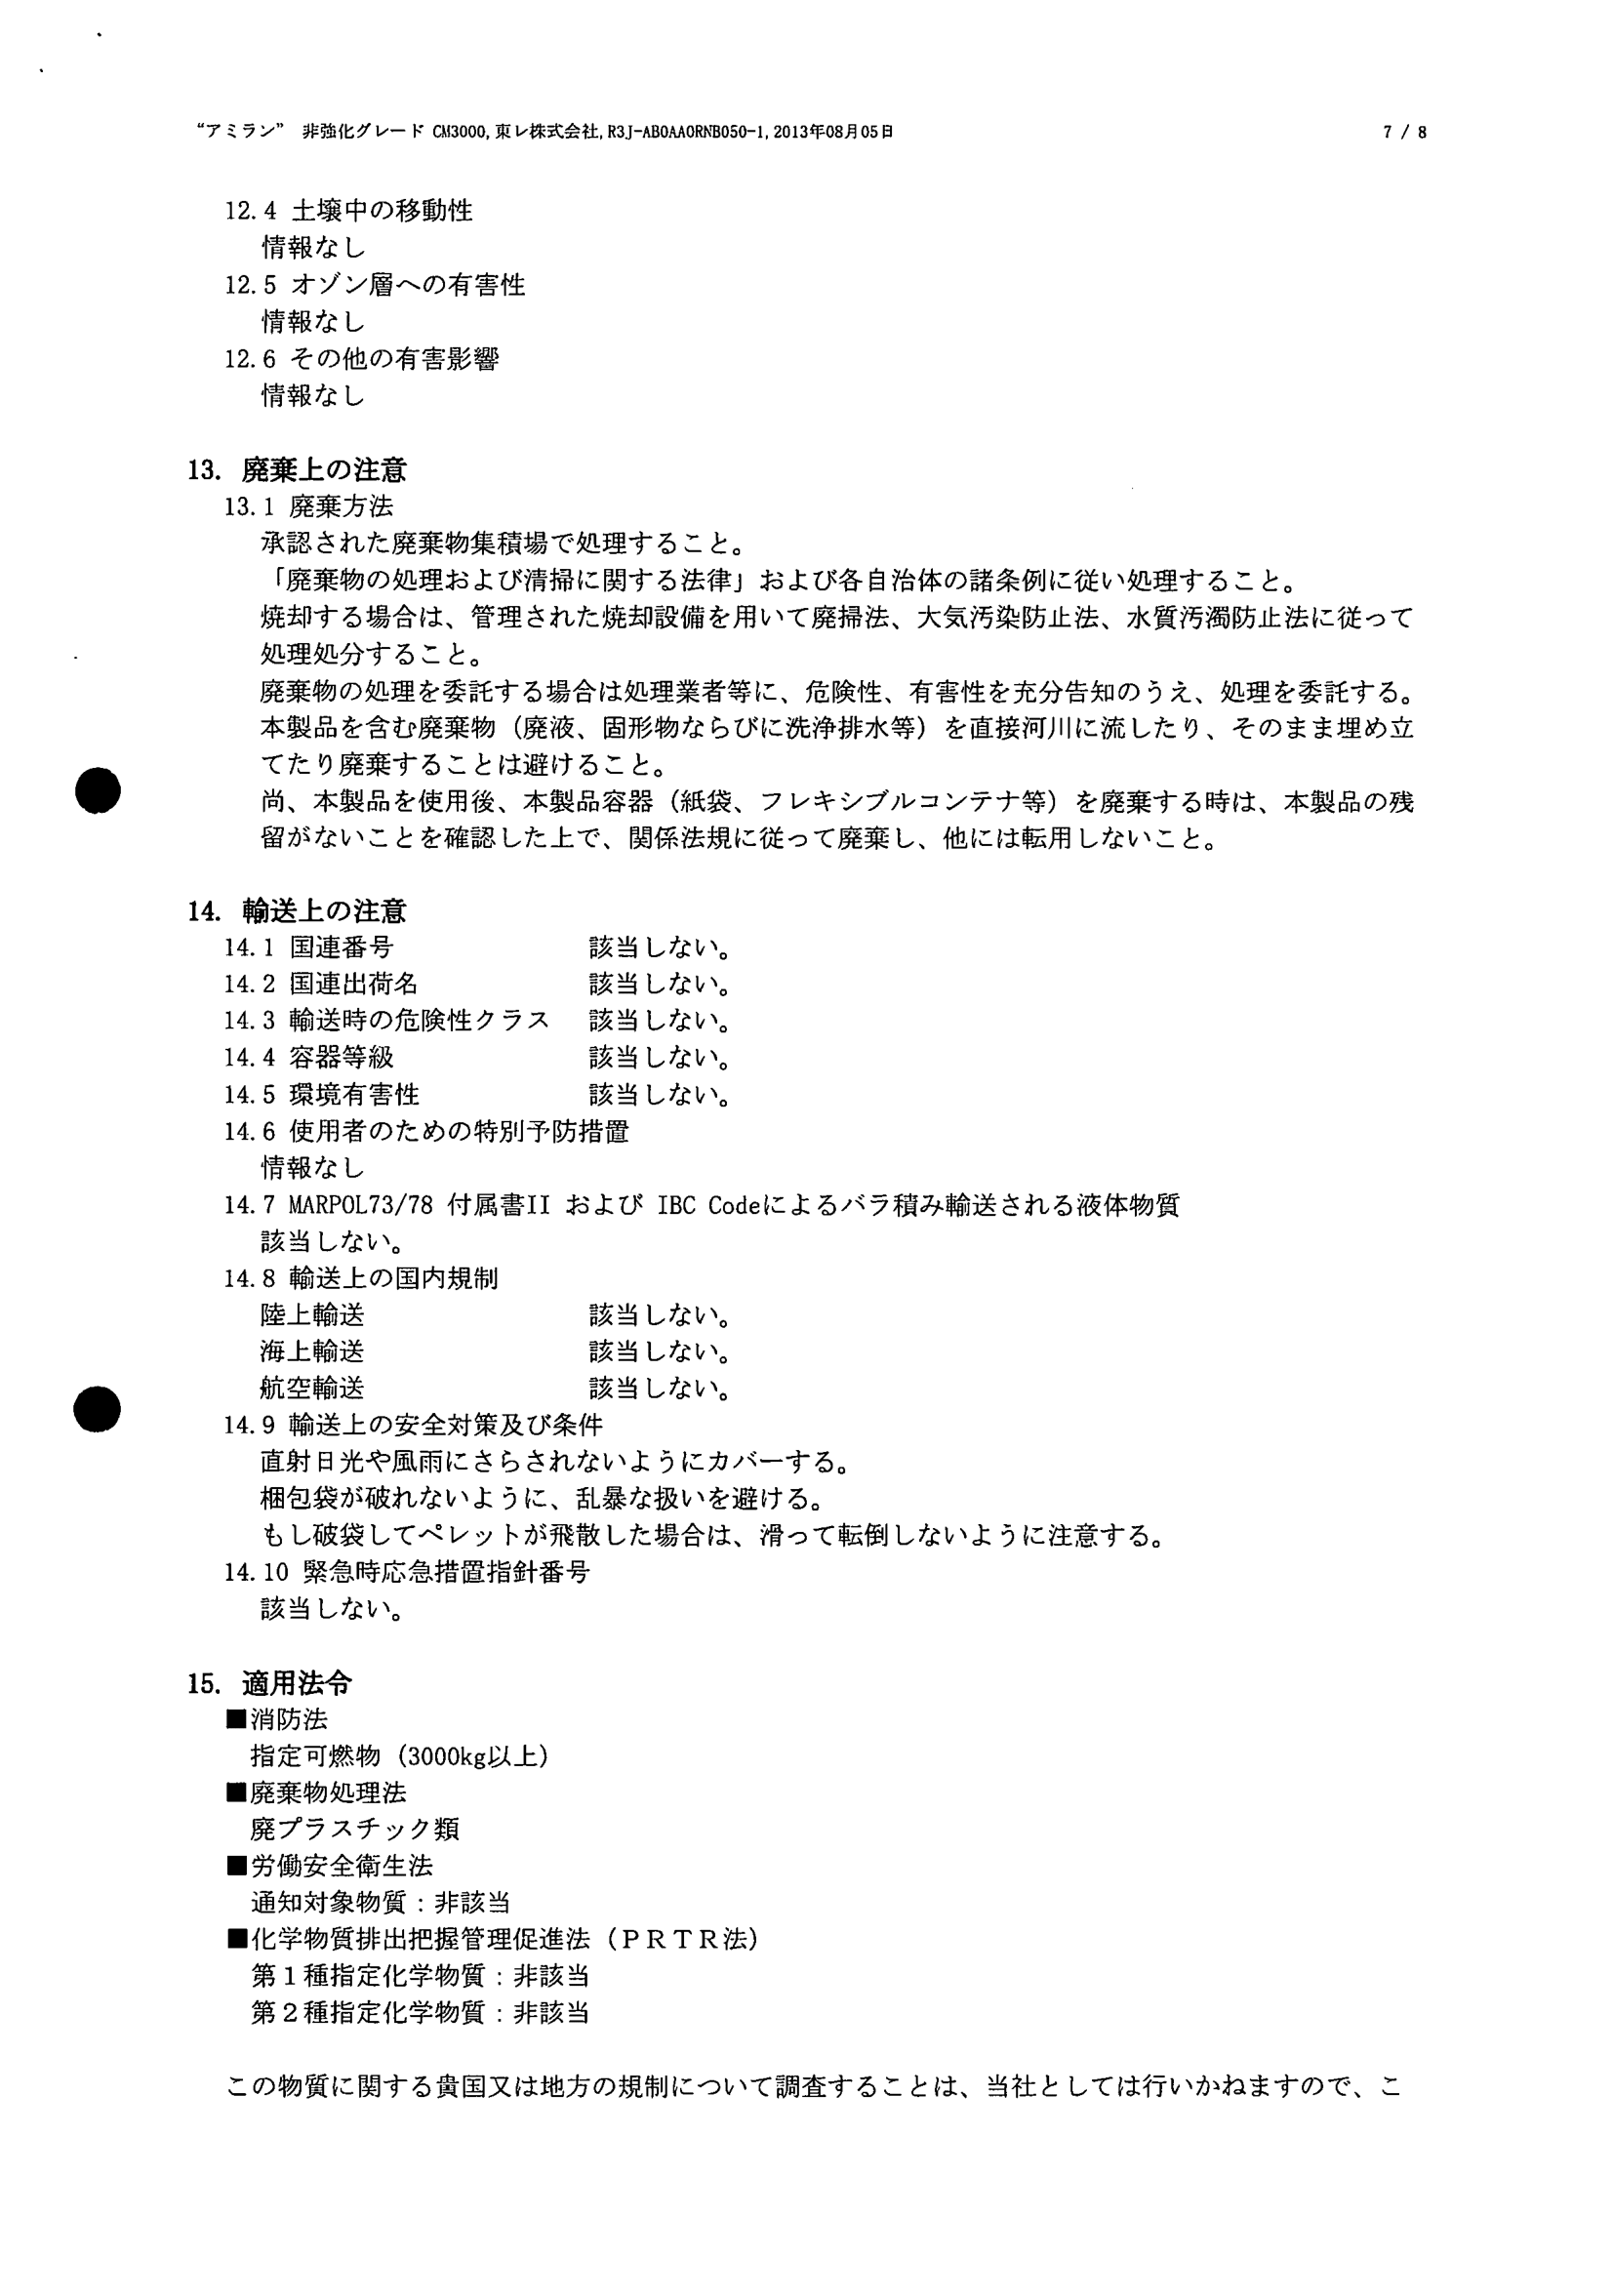 “アミラン” 非強化グレード CM3000, 東レ株式会社, R3J-AB0AA0RNB050-1, 2013年08月05日 7 / 8
12.4 土壌中の移動性
情報なし
12.5 オゾン層への有害性
情報なし
12.6 その他の有害影響
情報なし
13. 廃棄上の注意
13.1 廃棄方法
承認された廃棄物集積場で処理すること。
「廃棄物の処理および清掃に関する法律」および各自治体の諸条例に従い処理すること。
焼却する場合は、管理された焼却設備を用いて廃掃法、大気汚染防止法、水質汚濁防止法に従って
処理処分すること。
廃棄物の処理を委託する場合は処理業者等に、危険性、有害性を充分告知のうえ、処理を委託する。
本製品を含む廃棄物（廃液、固形物ならびに洗浄排水等）を直接河川に流したり、そのまま埋め立
てたり廃棄することは避けること。
尚、本製品を使用後、本製品容器（紙袋、フレキシブルコンテナ等）を廃棄する時は、本製品の残
留がないことを確認した上で、関係法規に従って廃棄し、他には転用しないこと。
14. 輸送上の注意
14.1 国連番号 該当しない。
14.2 国連出荷名 該当しない。
14.3 輸送時の危険性クラス 該当しない。
14.4 容器等級 該当しない。
14.5 環境有害性 該当しない。
14.6 使用者のための特別予防措置
情報なし
14.7 MARPOL73/78 付属書II および IBC Codeによるバラ積み輸送される液体物質
該当しない。
14.8 輸送上の国内規制
陸上輸送 該当しない。
海上輸送 該当しない。
航空輸送 該当しない。
14.9 輸送上の安全対策及び条件
直射日光や風雨にさらされないようにカバーする。
梱包袋が破れないように、乱暴な扱いを避ける。
もし破袋してペレットが飛散した場合は、滑って転倒しないように注意する。
14.10 緊急時応急措置指針番号
該当しない。
15. 適用法令
■消防法
指定可燃物（3000kg以上）
■廃棄物処理法
廃プラスチック類
■労働安全衛生法
通知対象物質：非該当
■化学物質排出把握管理促進法（ＰＲＴＲ法）
第１種指定化学物質：非該当
第２種指定化学物質：非該当
この物質に関する貴国又は地方の規制について調査することは、当社としては行いかねますので、こ